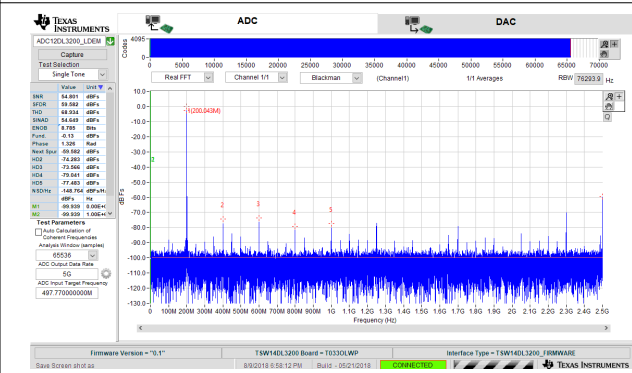 TEXAS INSTRUMENTS
ADC
DAC
ADC12DL3200_LDEM
Capture
Test Selection
Single Tone
Value Unit
SNR 54.801 dBFs
SFDR 59.582 dBFs
THD 68.934 dBFs
SINAD 54.649 dBFs
ENOB 8.785 Bits
Fund. -0.13 dBFs
Phase 1.326 Rad
Next Spur -59.582 dBFs
HD2 -74.283 dBFs
HD3 -73.566 dBFs
HD4 -79.041 dBFs
HD5 -77.483 dBFs
NSD/Hz -148.764 dBFs/Hz
dBFs Hz
M1 -99.939 0.00E+0
M2 -99.939 1.00E+
Test Parameters
Auto Calculation of
Coherent Frequencies
Analysis Window (samples)
65536
ADC Output Data Rate
5G
ADC Input Target Frequency
497.770000000M
Codes
4095
0
0 5000 10000 15000 20000 25000 30000 35000 40000 45000 50000 55000 60000 65000 70000
Real FFT Channel 1/1 Blackman (Channel1) 1/1 Averages RBW 76293.9 Hz
dBFs
10.0
0.0
-10.0
-20.0
-30.0
-40.0
-50.0
-60.0
-70.0
-80.0
-90.0
-100.0
-110.0
-120.0
-130.0
1(200.043M)
2
2 3 4 5
0 100M 200M 300M 400M 500M 600M 700M 800M 900M 1G 1.1G 1.2G 1.3G 1.4G 1.5G 1.6G 1.7G 1.8G 1.9G 2G 2.1G 2.2G 2.3G 2.4G 2.5G
Frequency (Hz)
Firmware Version = "0.1" TSW14DL3200 Board = T033OLWP Interface Type = TSW14DL3200_FIRMWARE
Save Screen shot as 8/9/2018 6:58:12 PM Build - 05/21/2018 CONNECTED TEXAS INSTRUMENTS